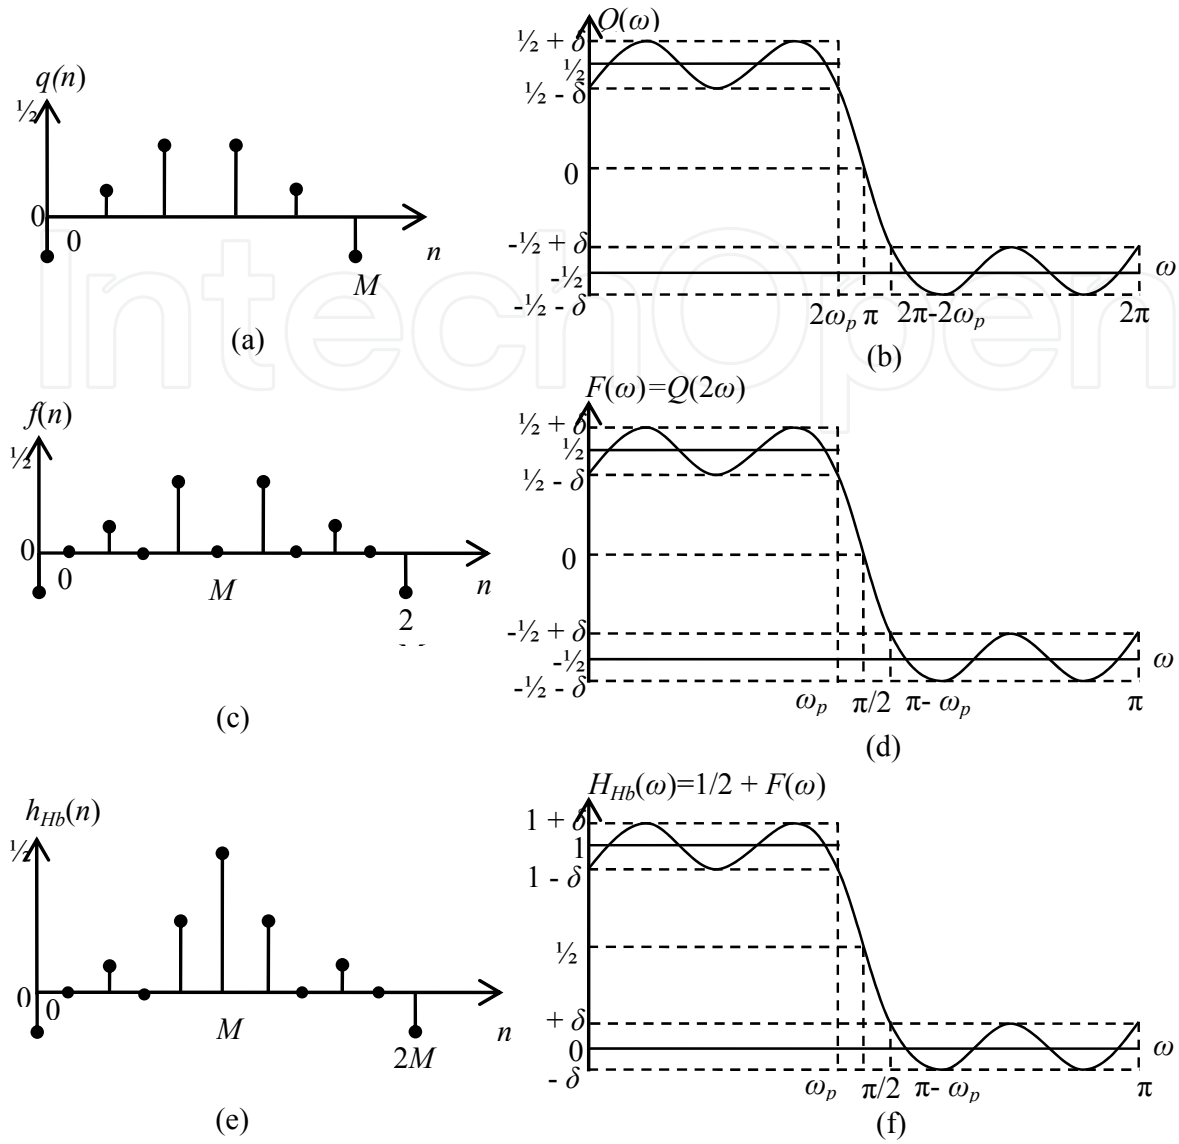 q(n)
½
0
0
n
M
(a)
Q(ω)
½ + δ
½
½ - δ
0
-½ + δ
-½
-½ - δ
ω
2ωp π 2π-2ωp 2π
(b)
IntechOpen
f(n)
½
0
0
M
n
2
(c)
F(ω)=Q(2ω)
½ + δ
½
½ - δ
0
-½ + δ
-½
-½ - δ
ω
ωp π/2 π- ωp π
(d)
hHb(n)
½
0
0
M
n
2M
(e)
HHb(ω)=1/2 + F(ω)
1 + δ
1
1 - δ
½
+ δ
0
- δ
ω
ωp π/2 π- ωp π
(f)